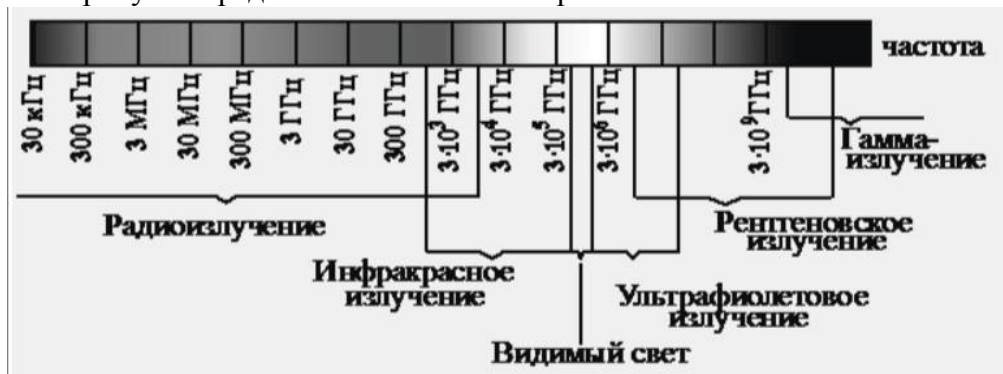 частота
30 кГц
300 кГц
3 МГц
30 МГц
300 МГц
3 ГГц
30 ГГц
300 ГГц
3·10³ ГГц
3·10⁴ ГГц
3·10⁵ ГГц
3·10⁶ ГГц
3·10⁹ ГГц
Гамма-
излучение
Радиоизлучение
Рентгеновское
излучение
Инфракрасное
излучение
Ультрафиолетовое
излучение
Видимый свет